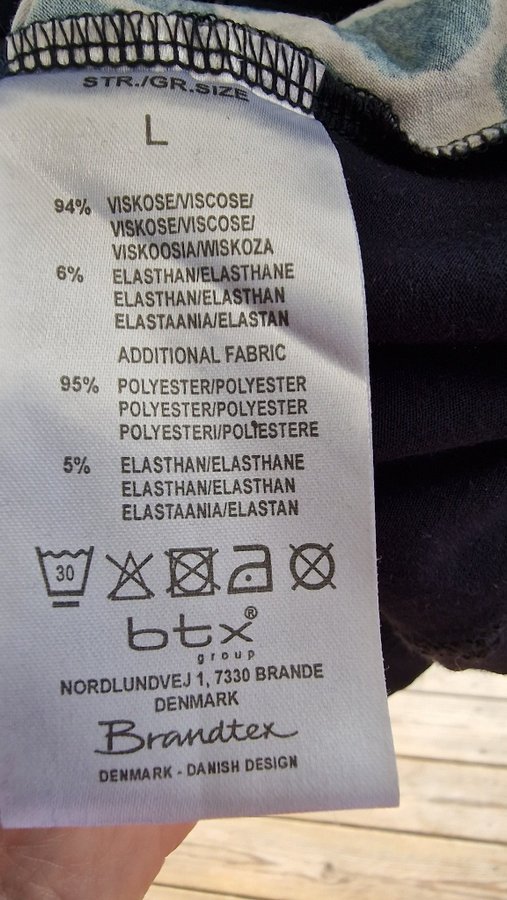 STR./GR.SIZE
L
94% VISKOSE/VISCOSE/
VISKOSE/VISCOSE/
VISKOOSIA/WISKOZA
6% ELASTHAN/ELASTHANE
ELASTHAN/ELASTHAN
ELASTAANIA/ELASTAN
ADDITIONAL FABRIC
95% POLYESTER/POLYESTER
POLYESTER/POLYESTER
POLYESTERI/POLIESTERE
5% ELASTHAN/ELASTHANE
ELASTHAN/ELASTHAN
ELASTAANIA/ELASTAN
30
btx®
group
NORDLUNDVEJ 1, 7330 BRANDE
DENMARK
Brandtex
DENMARK - DANISH DESIGN